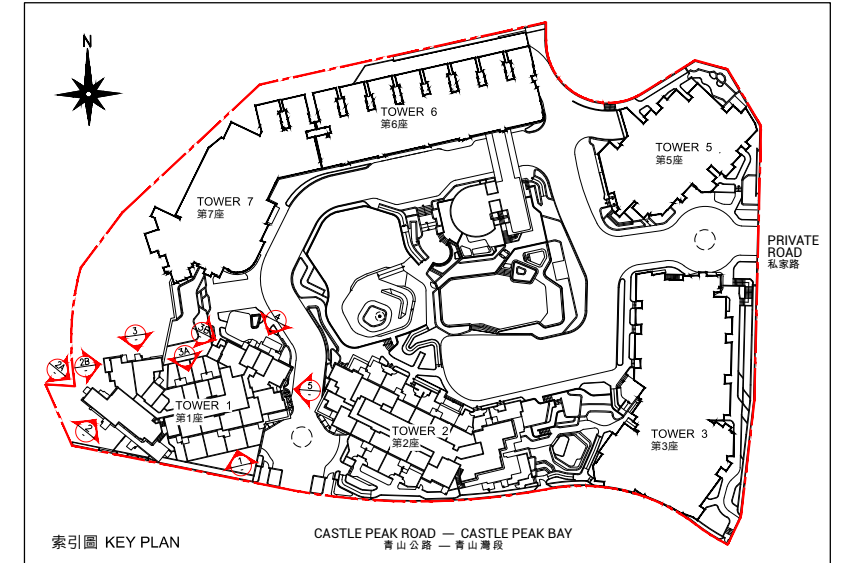 N
TOWER 6
第6座
TOWER 5
第5座
TOWER 7
第7座
PRIVATE
ROAD
私家路
3
3B
4
2A
2B
3A
5
TOWER 1
第1座
2
1
TOWER 2
第2座
TOWER 3
第3座
索引圖 KEY PLAN
CASTLE PEAK ROAD — CASTLE PEAK BAY
青山公路 — 青山灣段